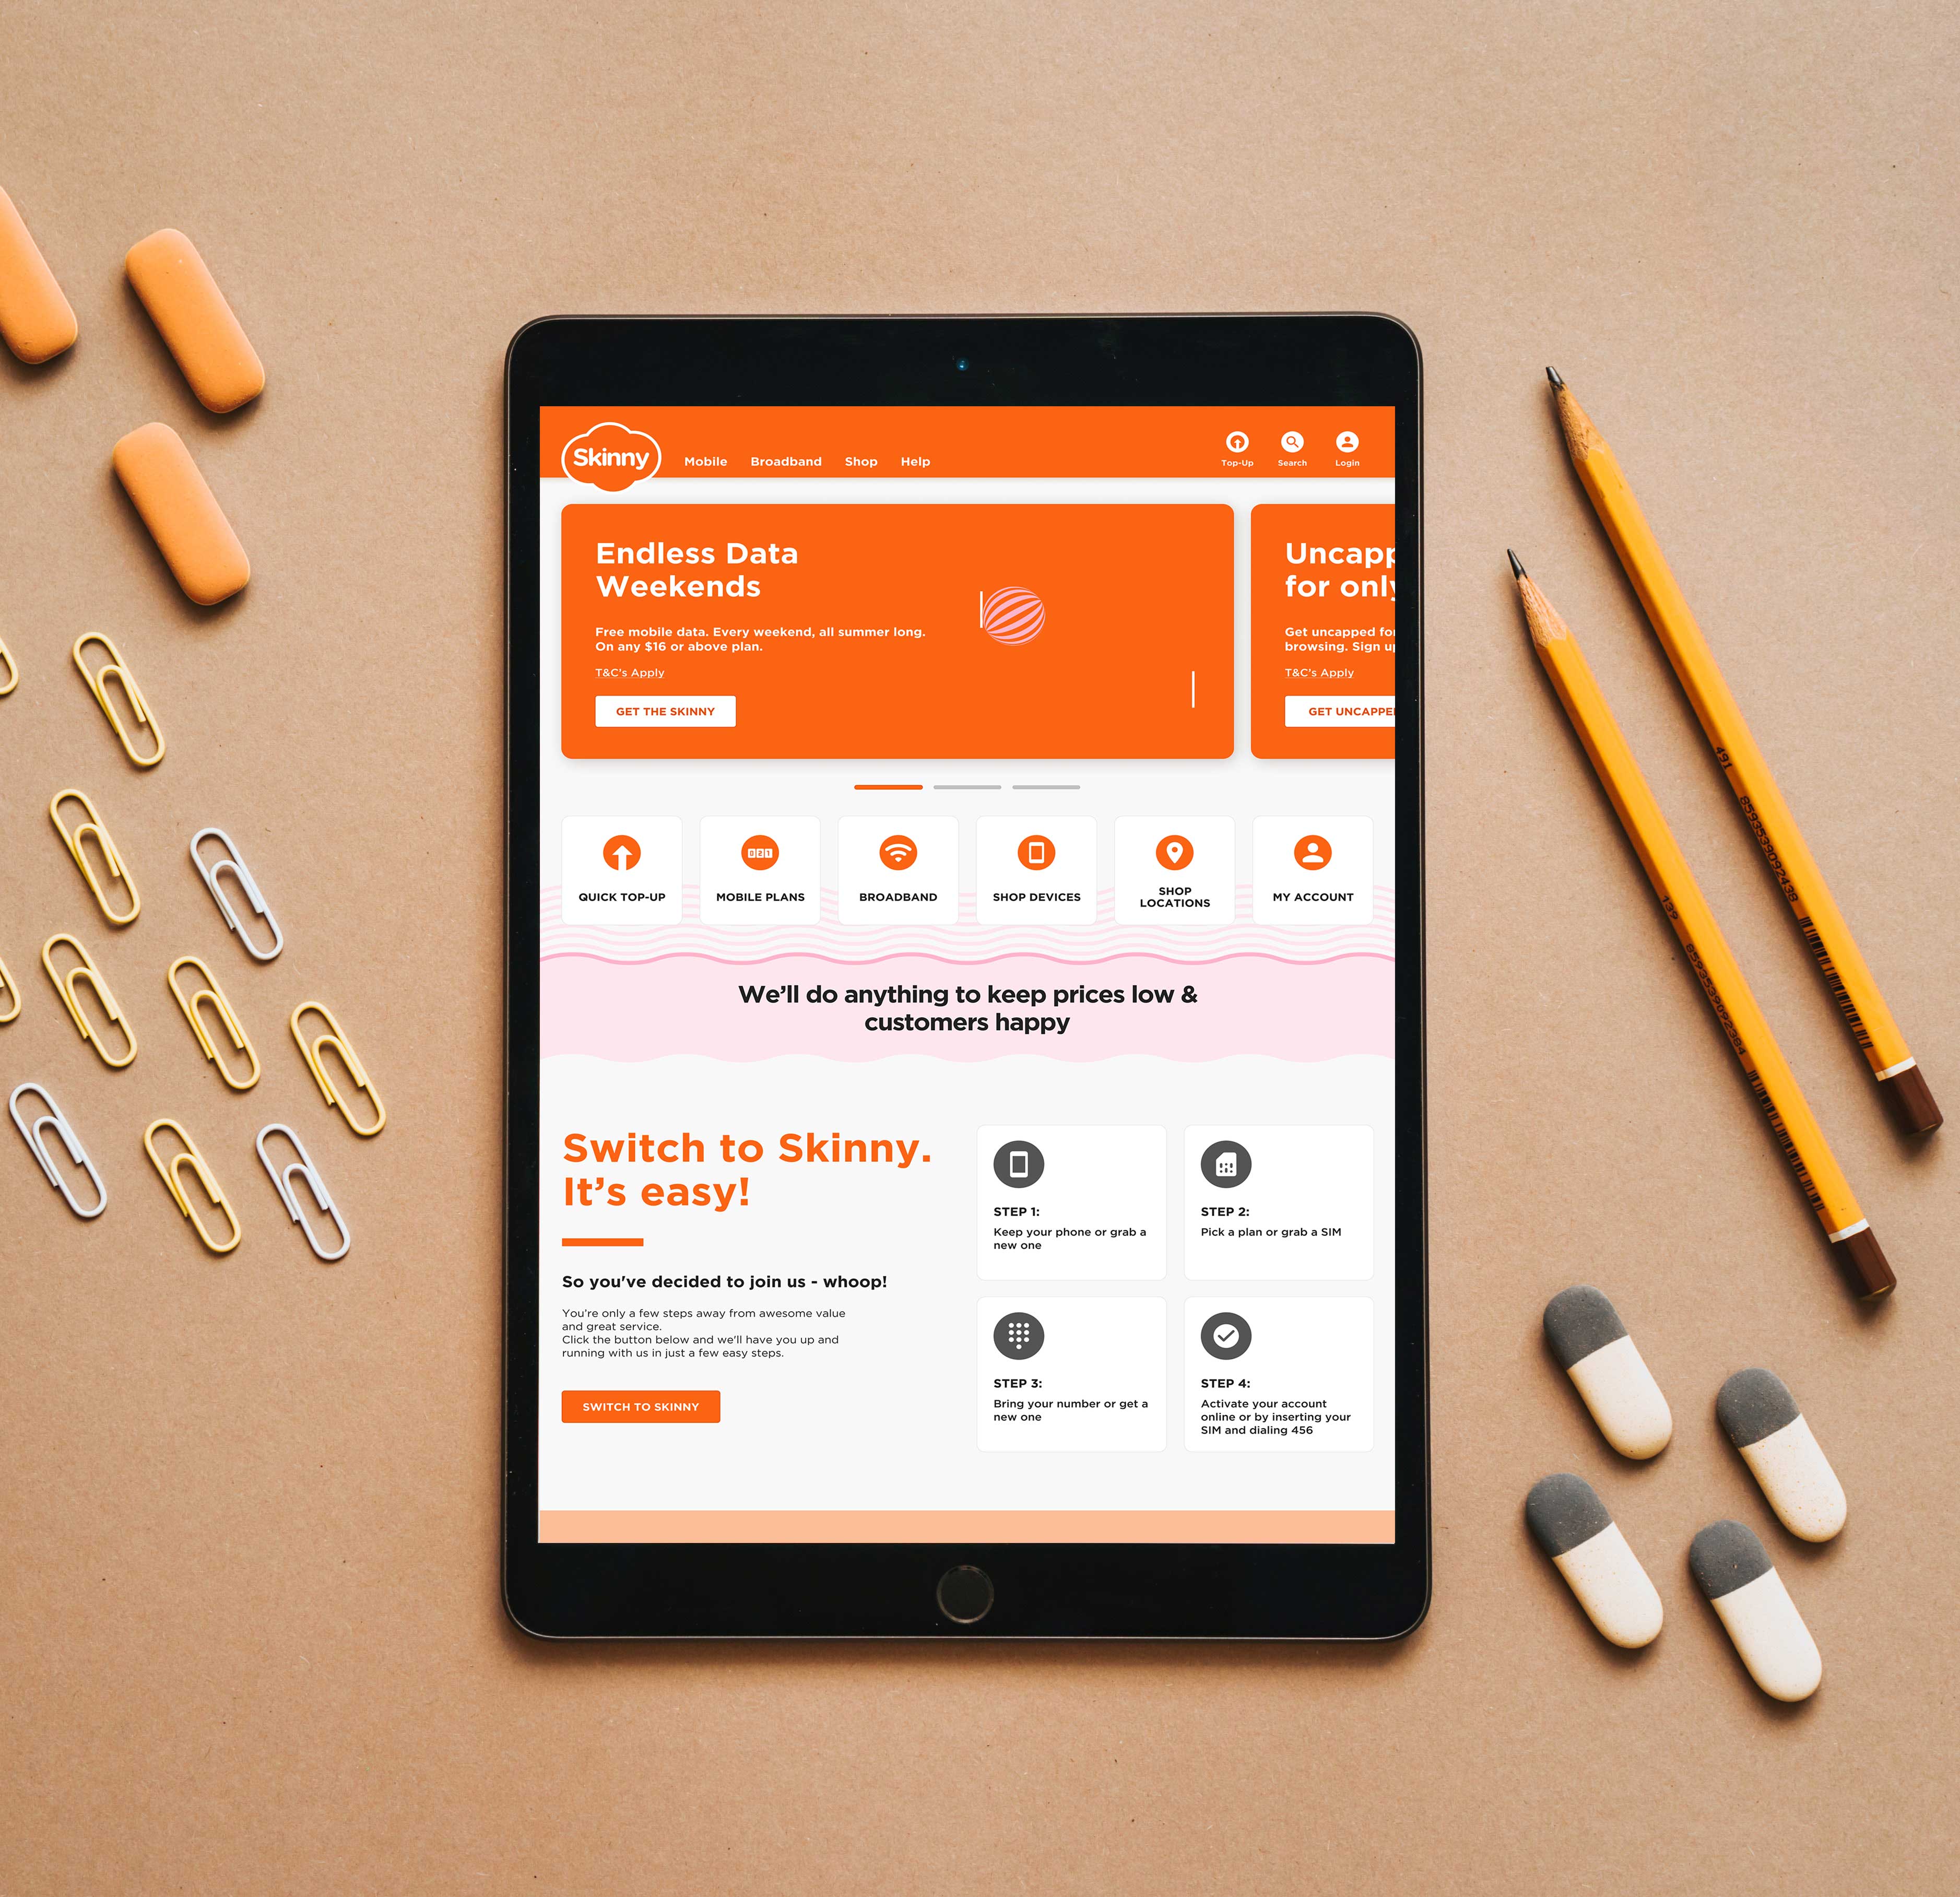 Skinny
Mobile
Broadband
Shop
Help
Top-Up
Search
Login
Endless Data
Weekends
Free mobile data. Every weekend, all summer long.
On any $16 or above plan.
T&C's Apply
GET THE SKINNY
Uncapp
for only
Get uncapped for
browsing. Sign up
T&C's Apply
GET UNCAPPED
QUICK TOP-UP
021
MOBILE PLANS
BROADBAND
SHOP DEVICES
SHOP
LOCATIONS
MY ACCOUNT
We'll do anything to keep prices low &
customers happy
Switch to Skinny.
It's easy!
So you've decided to join us - whoop!
You're only a few steps away from awesome value
and great service.
Click the button below and we'll have you up and
running with us in just a few easy steps.
SWITCH TO SKINNY
STEP 1:
Keep your phone or grab a
new one
STEP 2:
Pick a plan or grab a SIM
STEP 3:
Bring your number or get a
new one
STEP 4:
Activate your account
online or by inserting your
SIM and dialing 456
491
139